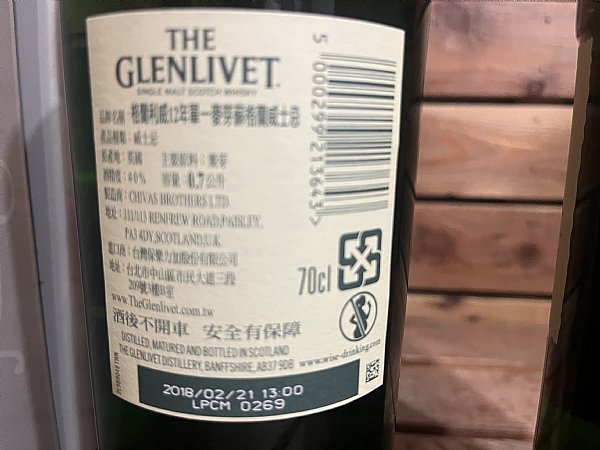 THE
GLENLIVET
SINGLE MALT SCOTCH WHISKY
品牌名稱: 格蘭利威12年單一麥芽蘇格蘭威士忌
產品種類: 威士忌
原產地: 英國 主要原料: 麥芽
酒精度: 40% 容量: 0.7公升
製造商: CHIVAS BROTHERS LTD
地址: 111/113 RENFREW ROAD, PAISLEY,
PA3 4DY, SCOTLAND, U.K.
進口商: 台灣保樂力加股份有限公司
地址: 台北市中山區市民大道三段
209號3樓B室
www.TheGlenlivet.com.tw
酒後不開車 安全有保障
DISTILLED, MATURED AND BOTTLED IN SCOTLAND
THE GLENLIVET DISTILLERY, BANFFSHIRE, AB37 9DB
www.wise-drinking.com
5 000299 213643 >
70cl
2018/02/21 13:00
LPCM 0269